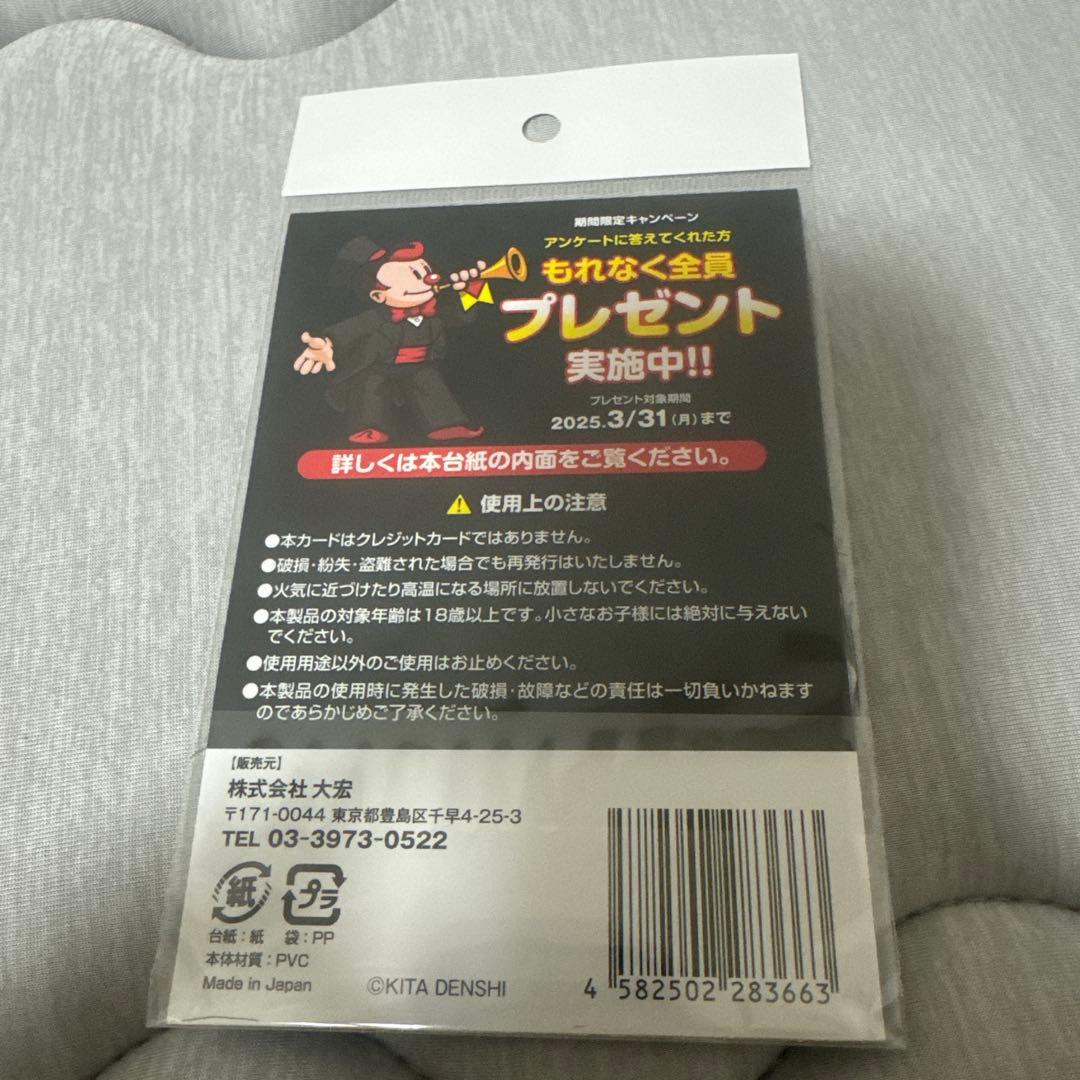 期間限定キャンペーン
アンケートに答えてくれた方
もれなく全員
プレゼント
実施中!!
プレゼント対象期間
2025.3/31(月)まで
詳しくは本台紙の内面をご覧ください。
使用上の注意
●本カードはクレジットカードではありません。
●破損・紛失・盗難された場合でも再発行はいたしません。
●火気に近づけたり高温になる場所に放置しないでください。
●本製品の対象年齢は18歳以上です。小さなお子様には絶対に与えない
でください。
●使用用途以外のご使用はお止めください。
●本製品の使用時に発生した破損・故障などの責任は一切負いかねます
のであらかじめご了承ください。
【販売元】
株式会社 大宏
〒171-0044 東京都豊島区千早4-25-3
TEL 03-3973-0522
紙 プラ
台紙:紙 袋:PP
本体材質:PVC
Made in Japan
©KITA DENSHI
4 582502 283663